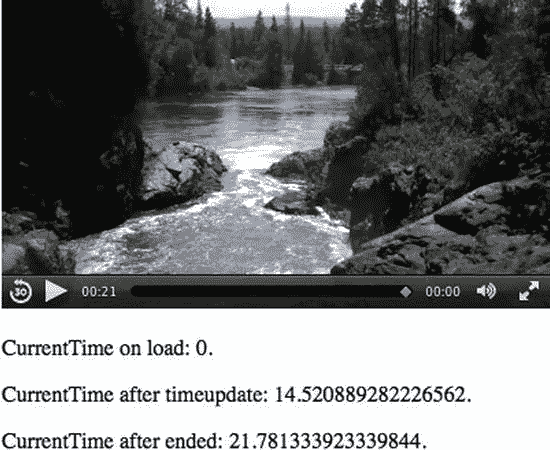 30
00:21
00:00
CurrentTime on load: 0.
CurrentTime after timeupdate: 14.520889282226562.
CurrentTime after ended: 21.781333923339844.